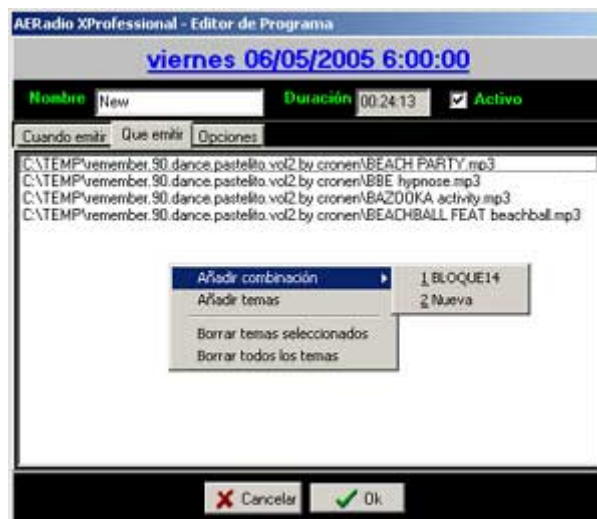 AERadio XProfessional - Editor de Programa
viernes 06/05/2005 6:00:00
Nombre New Duración 00:24:13 Activo
Cuando emitir Que emitir Opciones
C:\TEMP\remember.90.dance.pastelito.vol2.by cronen\BEACH PARTY.mp3
C:\TEMP\remember.90.dance.pastelito.vol2.by cronen\BBE hypnose.mp3
C:\TEMP\remember.90.dance.pastelito.vol2.by cronen\BAZOOKA activity.mp3
C:\TEMP\remember.90.dance.pastelito.vol2.by cronen\BEACHBALL FEAT beachball.mp3
Añadir combinación 1 BLOQUE14
Añadir temas 2 Nueva
Borrar temas seleccionados
Borrar todos los temas
Cancelar Ok